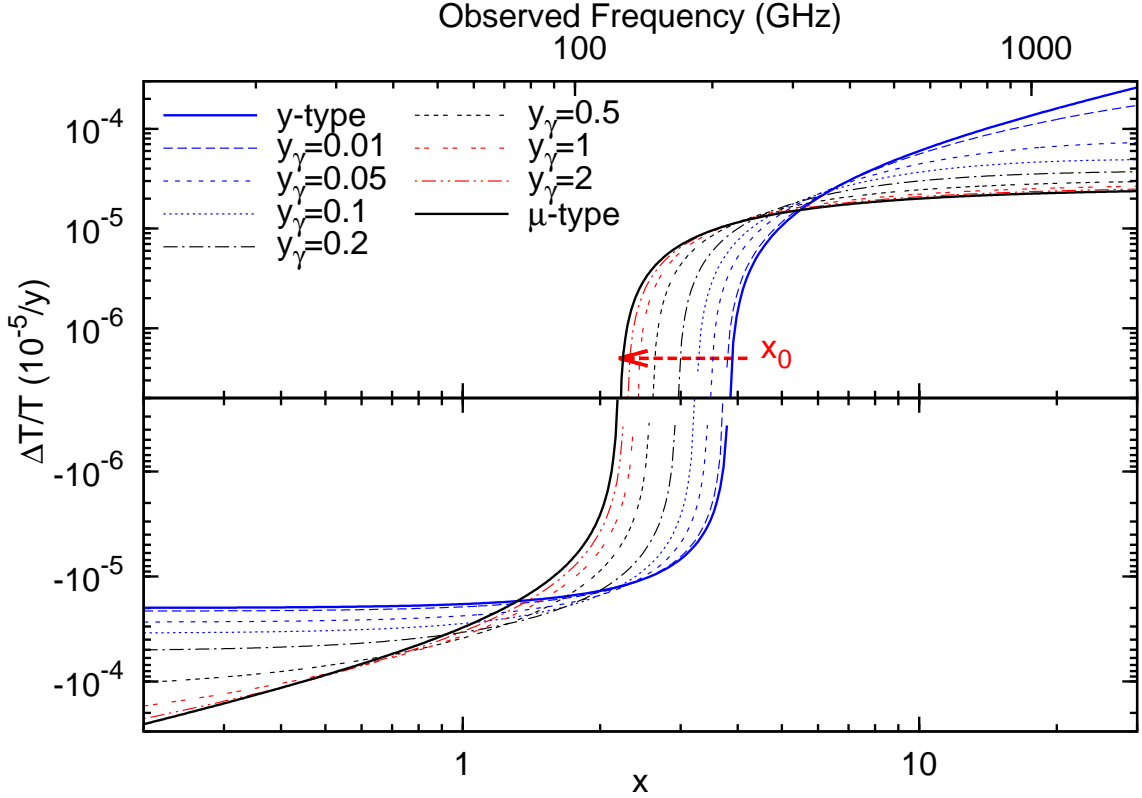 Observed Frequency (GHz)
100 1000
y-type
y_γ=0.01
y_γ=0.05
y_γ=0.1
y_γ=0.2
y_γ=0.5
y_γ=1
y_γ=2
μ-type
10^-4
10^-5
10^-6
x_0
ΔT/T (10^-5/y)
-10^-6
-10^-5
-10^-4
1 10
x